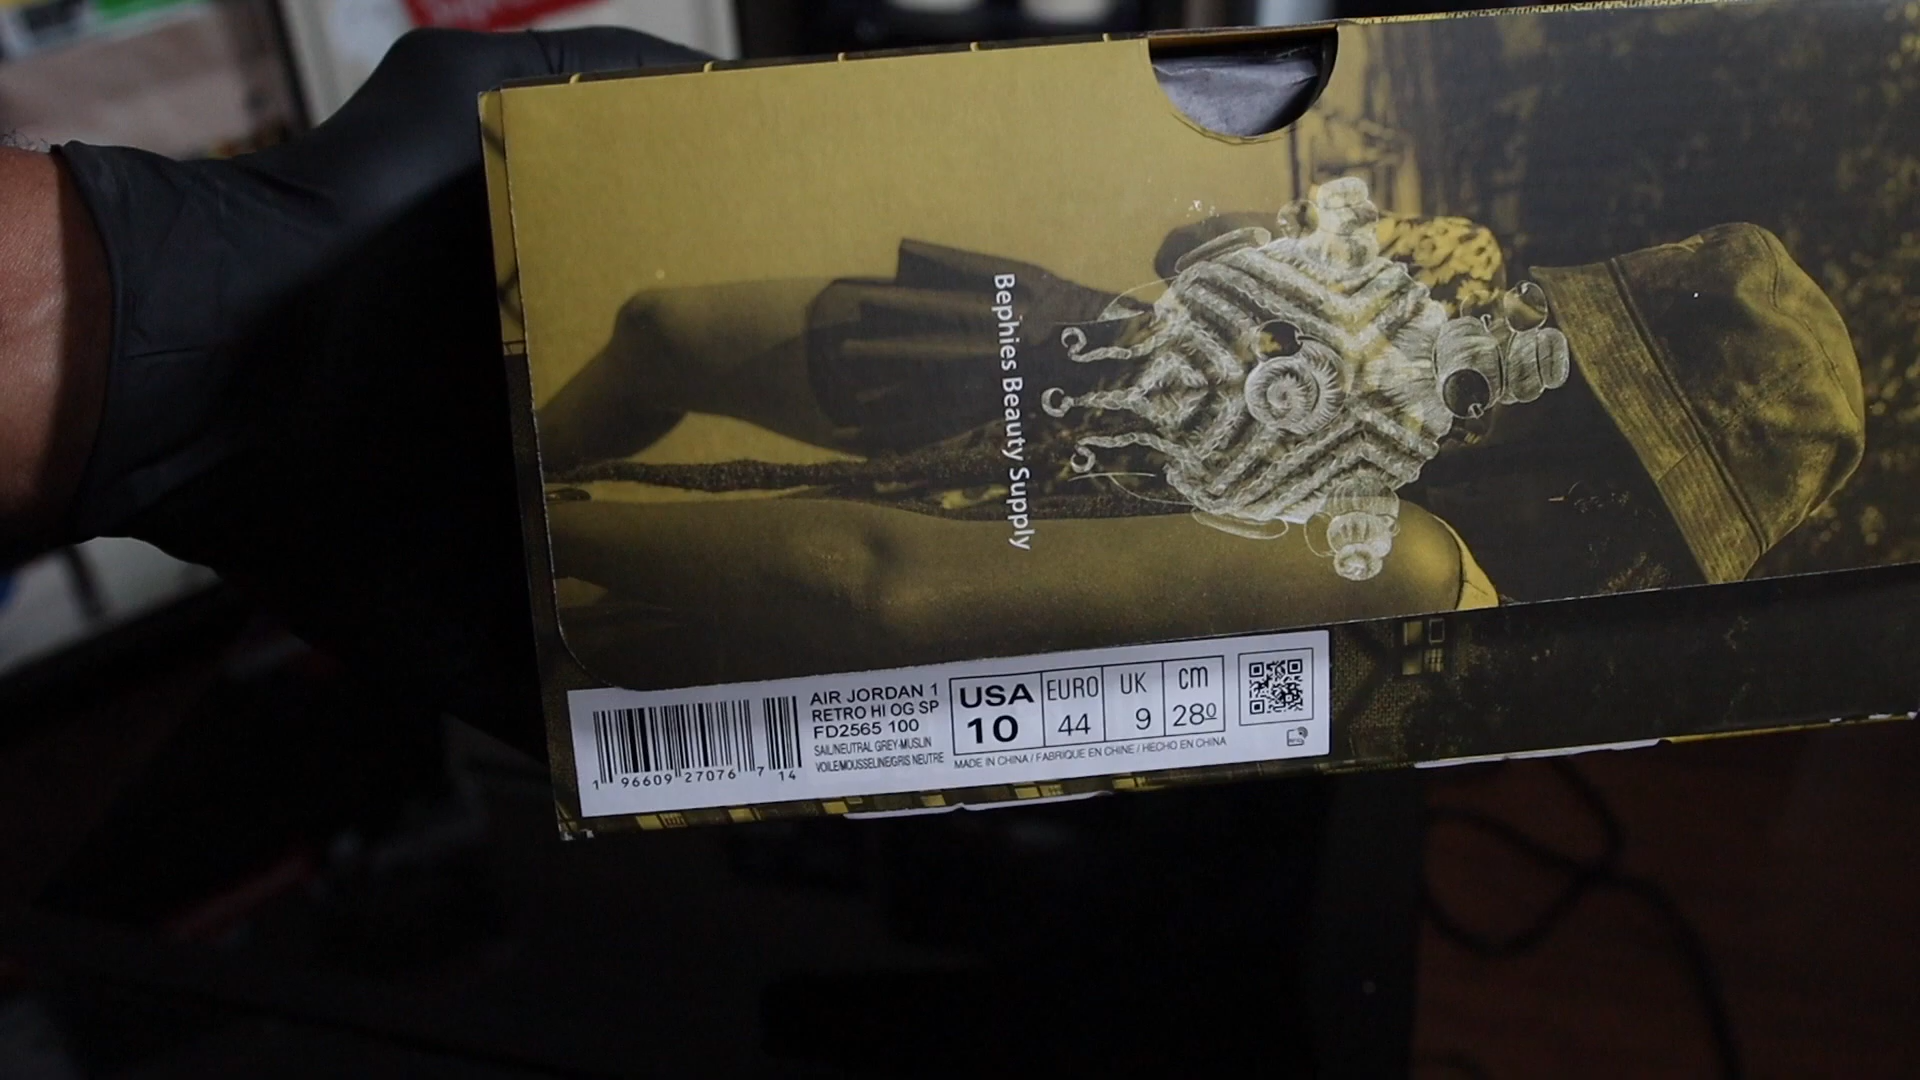 Bephies Beauty Supply
AIR JORDAN 1
RETRO HI OG SP
FD2565 100
SAIL/NEUTRAL GREY-MUSLIN
VOILE/MOUSSELINE/GRIS NEUTRE
USA
10
EURO
44
UK
9
cm
280
MADE IN CHINA / FABRIQUE EN CHINE / HECHO EN CHINA
1 96609 27076 7 14